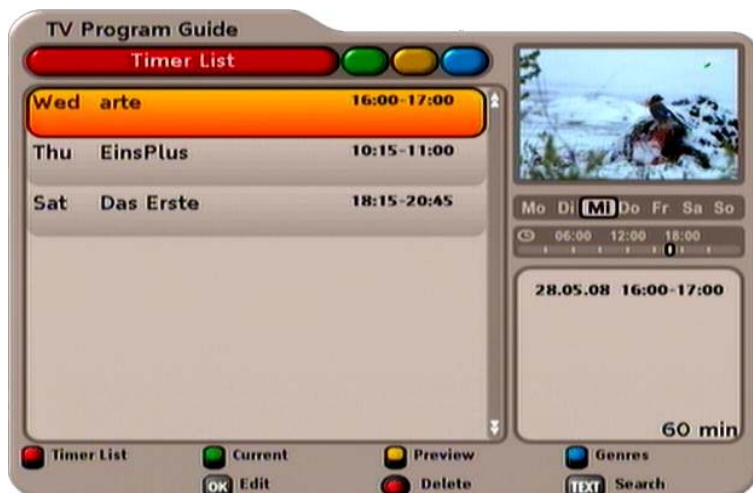 TV Program Guide
Timer List
Wed arte 16:00-17:00
Thu EinsPlus 10:15-11:00
Sat Das Erste 18:15-20:45
Mo Di Mi Do Fr Sa So
06:00 12:00 18:00
28.05.08 16:00-17:00
60 min
Timer List Current Preview Genres
OK Edit Delete TEXT Search